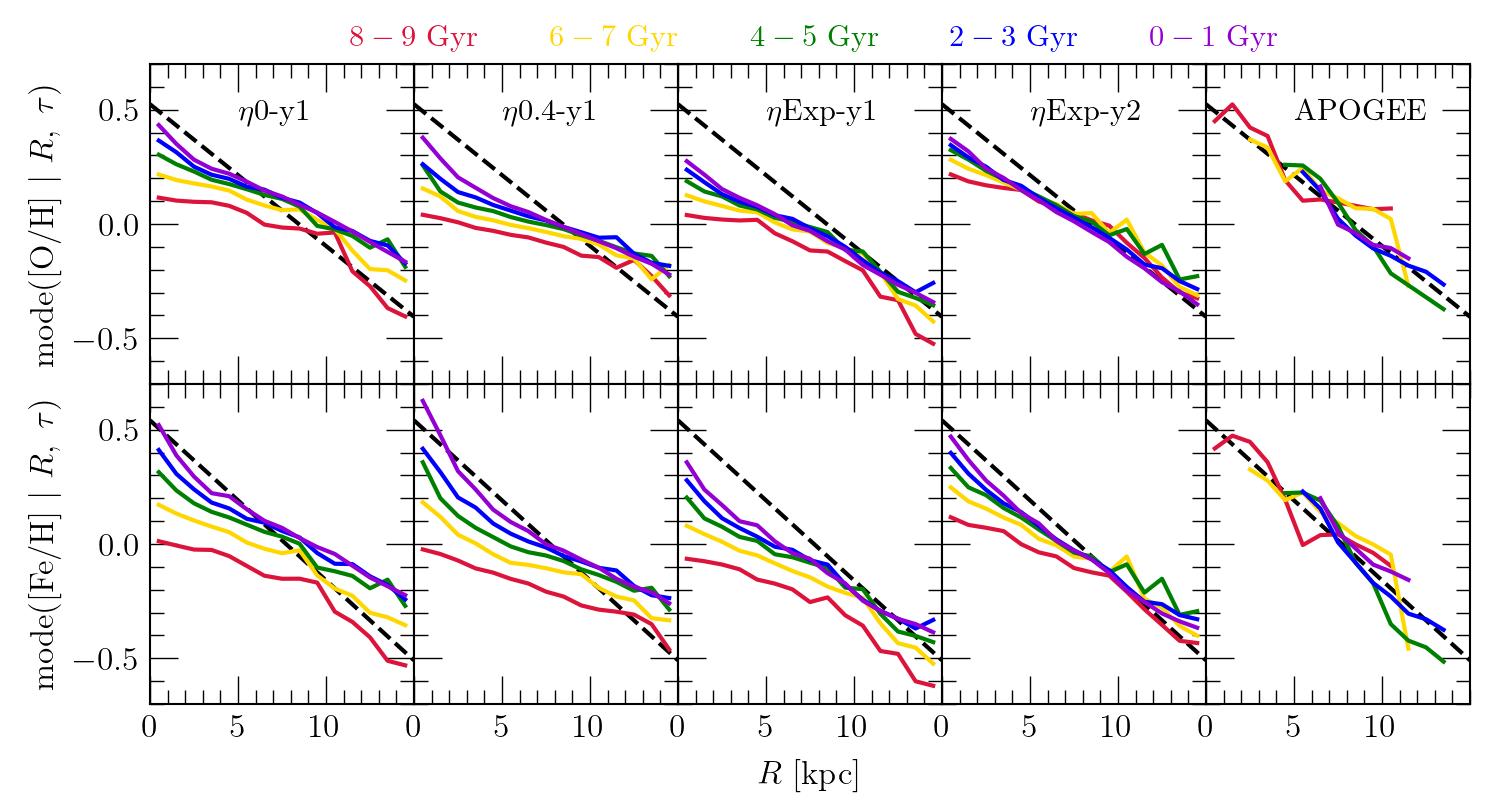 8 − 9 Gyr 6 − 7 Gyr 4 − 5 Gyr 2 − 3 Gyr 0 − 1 Gyr
η0-y1 η0.4-y1 ηExp-y1 ηExp-y2 APOGEE
mode([O/H] | R, τ)
0.5
0.0
−0.5
mode([Fe/H] | R, τ)
0.5
0.0
−0.5
0 5 10 0 5 10 0 5 10 0 5 10 0 5 10
R [kpc]